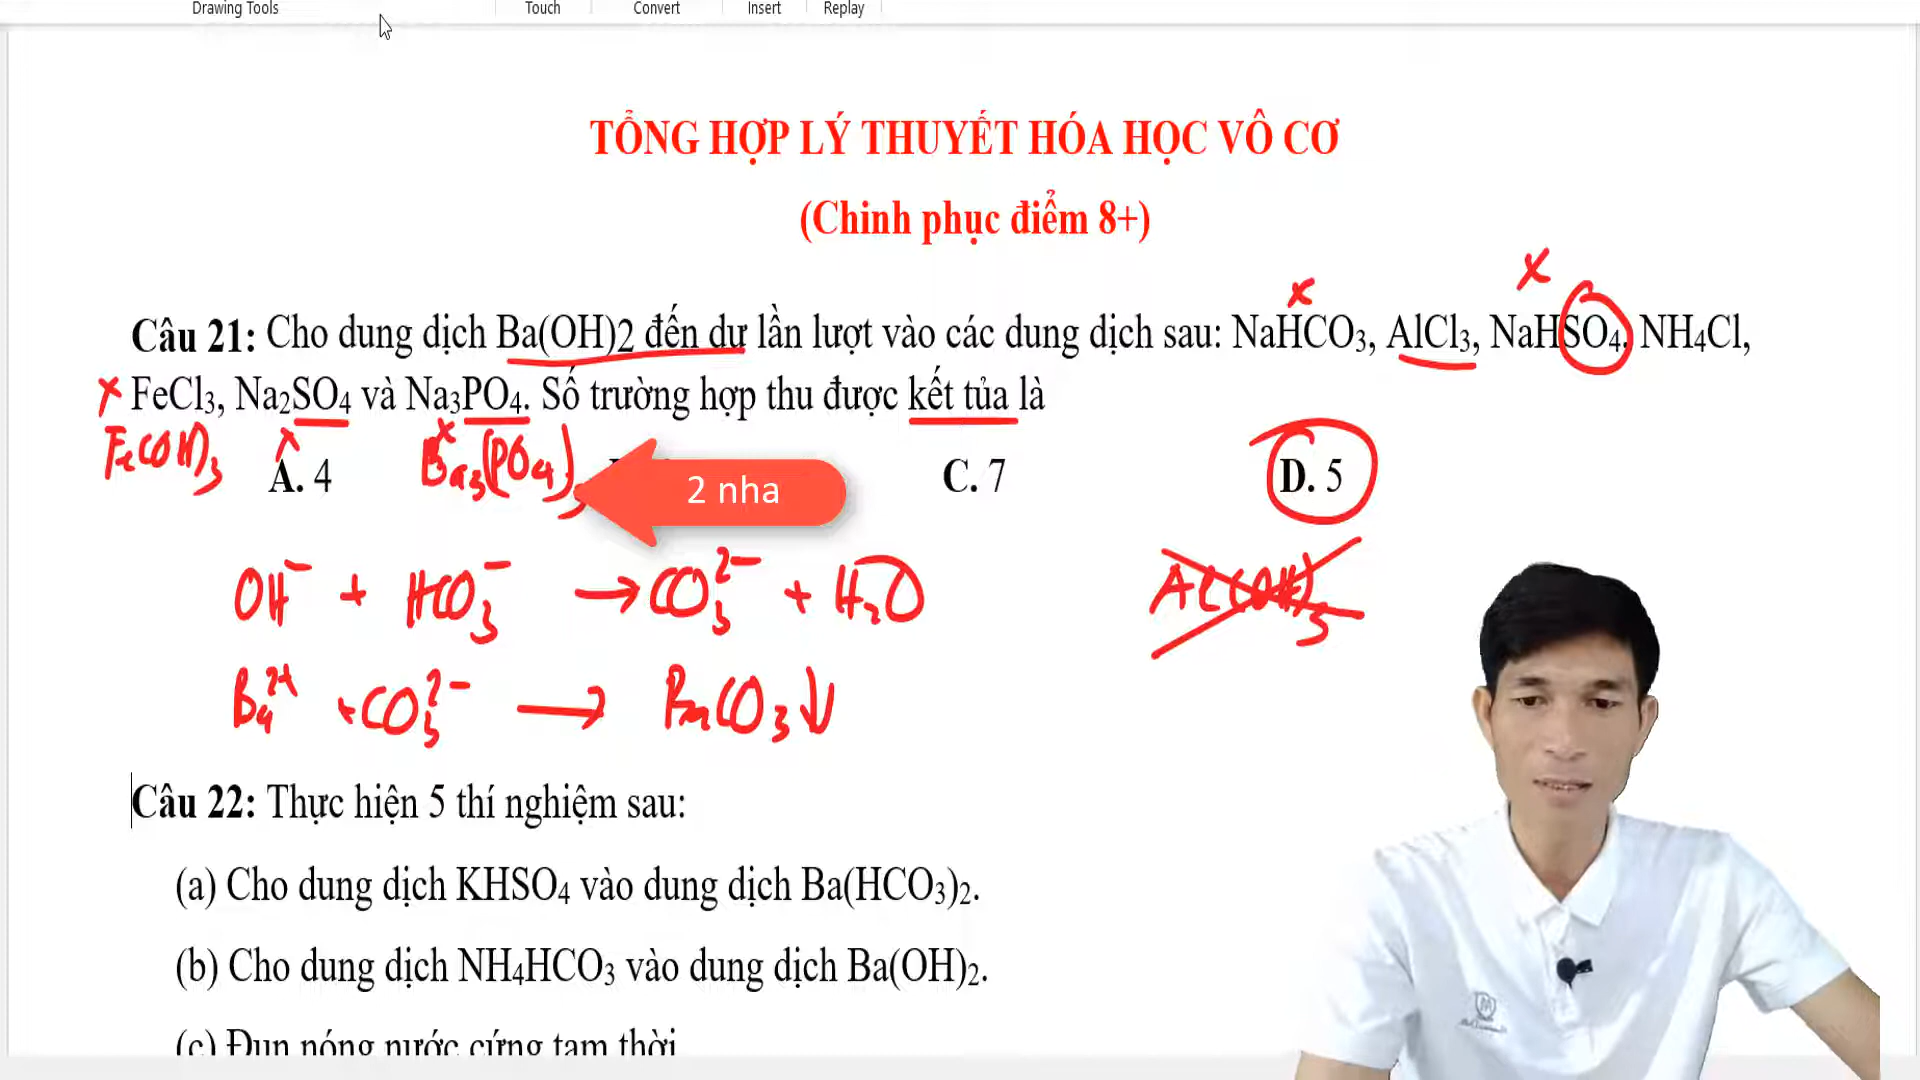 Drawing Tools Touch Convert Insert Replay
TỔNG HỢP LÝ THUYẾT HÓA HỌC VÔ CƠ
(Chinh phục điểm 8+)
x x
Câu 21: Cho dung dịch Ba(OH)2 đến dư lần lượt vào các dung dịch sau: NaHCO₃, AlCl₃, NaHSO₄, NH₄Cl,
x FeCl₃, Na₂SO₄ và Na₃PO₄. Số trường hợp thu được kết tủa là
Fe(OH)₃ x x Ba₃(PO₄)
A. 4 C. 7 D. 5
2 nha
OH⁻ + HCO₃⁻ → CO₃²⁻ + H₂O Al(OH)₃
Ba²⁺ + CO₃²⁻ → BaCO₃↓
Câu 22: Thực hiện 5 thí nghiệm sau:
(a) Cho dung dịch KHSO₄ vào dung dịch Ba(HCO₃)₂.
(b) Cho dung dịch NH₄HCO₃ vào dung dịch Ba(OH)₂.
(c) Đun nóng nước cứng tạm thời